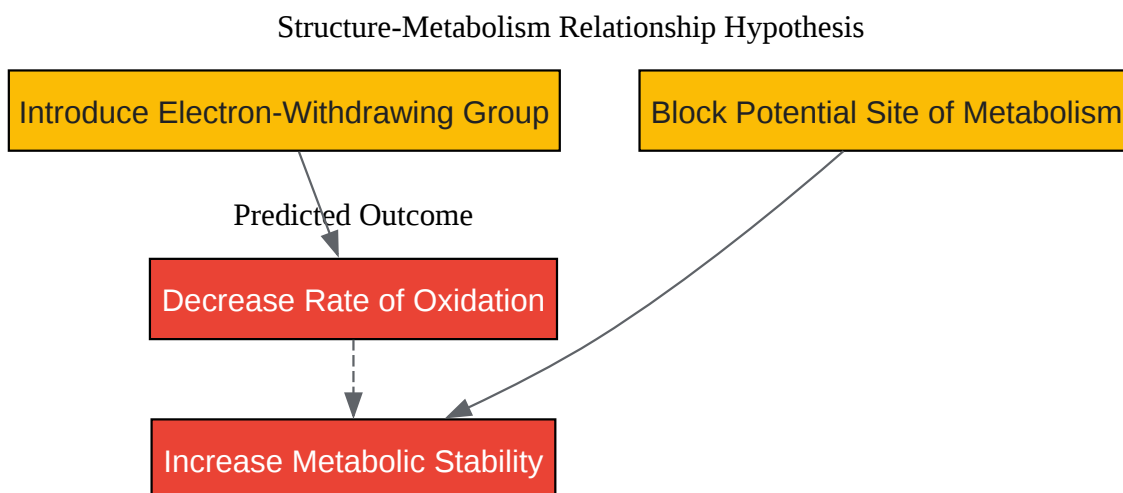 Structure-Metabolism Relationship Hypothesis
Introduce Electron-Withdrawing Group
Block Potential Site of Metabolism
Predicted Outcome
Decrease Rate of Oxidation
Increase Metabolic Stability